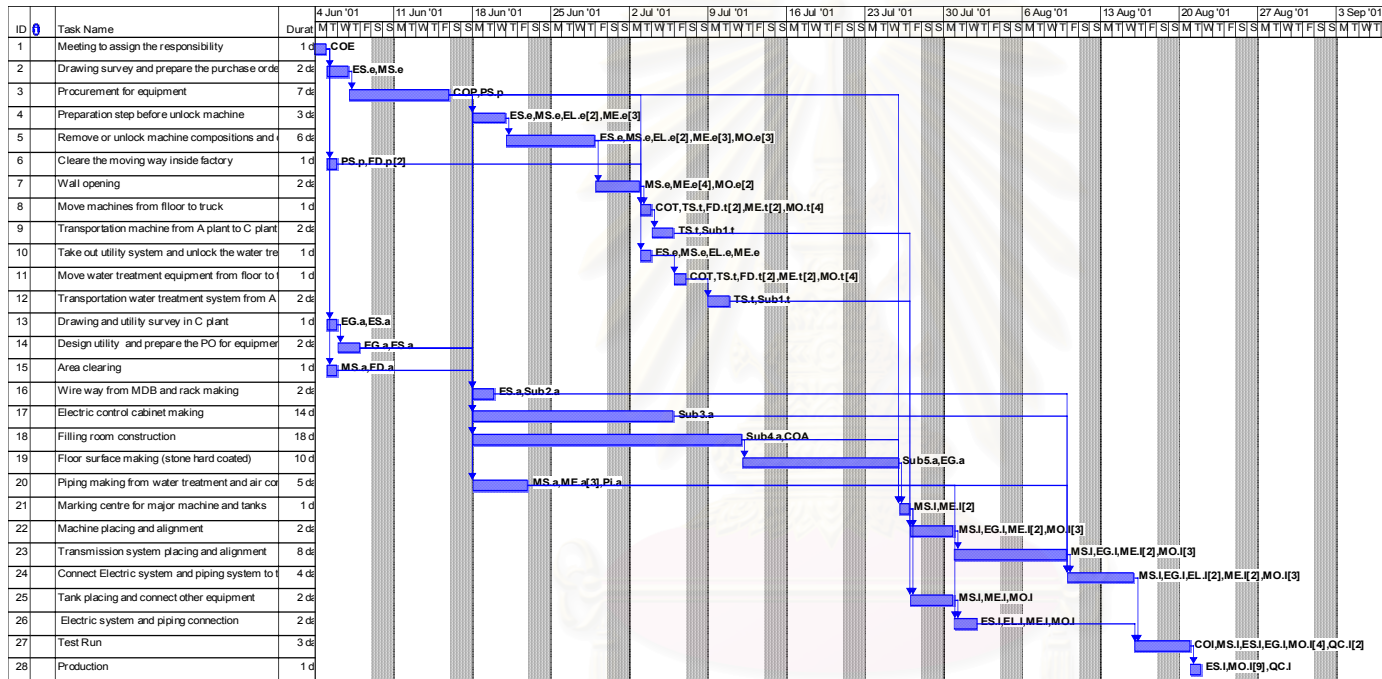 4 Jun '01 11 Jun '01 18 Jun '01 25 Jun '01 2 Jul '01 9 Jul '01 16 Jul '01 23 Jul '01 30 Jul '01 6 Aug '01 13 Aug '01 20 Aug '01 27 Aug '01 3 Sep '01
ID Task Name Durat M T W T F S S M T W T F S S M T W T F S S M T W T F S S M T W T F S S M T W T F S S M T W T F S S M T W T F S S M T W T F S S M T W T F S S M T W T F S S M T W T F S S M T W T F S S M T W T
1 Meeting to assign the responsibility 1 d COE
2 Drawing survey and prepare the purchase orde 2 da ES.e,MS.e
3 Procurement for equipment 7 da COP,PS.p
4 Preparation step before unlock machine 3 da ES.e,MS.e,EL.e[2],ME.e[3]
5 Remove or unlock machine compositions and 6 da ES.e,MS.e,EL.e[2],ME.e[3],MO.e[3]
6 Cleare the moving way inside factory 1 d PS.p,FD.p[2]
7 Wall opening 2 da MS.e,ME.e[4],MO.e[2]
8 Move machines from flloor to truck 1 d COT,TS.t,FD.t[2],ME.t[2],MO.t[4]
9 Transportation machine from A plant to C plant 2 da TS.t,Sub1.t
10 Take out utility system and unlock the water tre 1 d ES.e,MS.e,EL.e,ME.e
11 Move water treatment equipment from floor to t 1 d COT,TS.t,FD.t[2],ME.t[2],MO.t[4]
12 Transportation water treatment system from A 2 da TS.t,Sub1.t
13 Drawing and utility survey in C plant 1 d EG.a,ES.a
14 Design utility and prepare the PO for equipmer 2 da EG.a,ES.a
15 Area clearing 1 d MS.a,FD.a
16 Wire way from MDB and rack making 2 da ES.a,Sub2.a
17 Electric control cabinet making 14 d Sub3.a
18 Filling room construction 18 d Sub4.a,COA
19 Floor surface making (stone hard coated) 10 d Sub5.a,EG.a
20 Piping making from water treatment and air cor 5 da MS.a,ME.a[3],Pi.a
21 Marking centre for major machine and tanks 1 d MS.I,ME.I[2]
22 Machine placing and alignment 2 da MS.I,EG.I,ME.I[2],MO.I[3]
23 Transmission system placing and alignment 8 da MS.I,EG.I,ME.I[2],MO.I[3]
24 Connect Electric system and piping system to t 4 da MS.I,EG.I,EL.I[2],ME.I[2],MO.I[3]
25 Tank placing and connect other equipment 2 da MS.I,ME.I,MO.I
26 Electric system and piping connection 2 da ES.I,EL.I,ME.I,MO.I
27 Test Run 3 da COI,MS.I,ES.I,EG.I,MO.I[4],QC.I[2]
28 Production 1 d ES.I,MO.I[9],QC.I